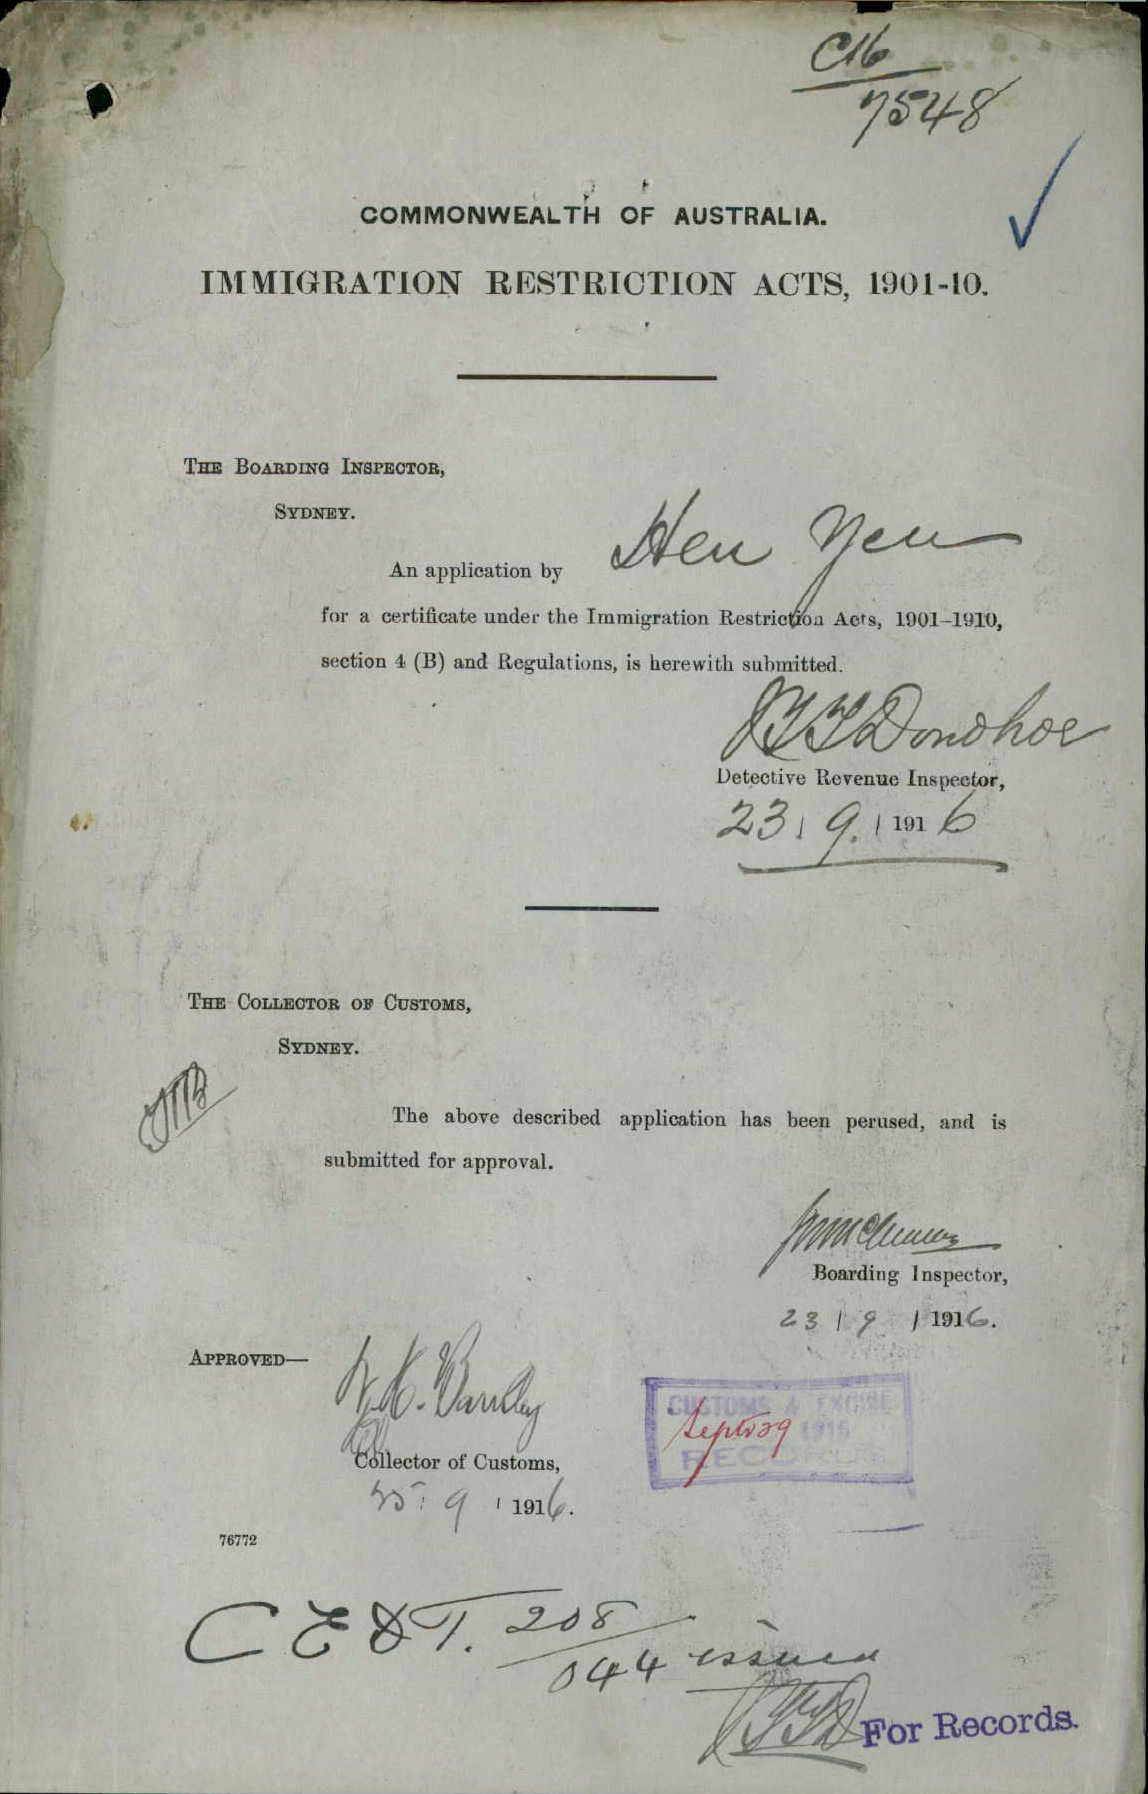 C16
7548
COMMONWEALTH OF AUSTRALIA.
IMMIGRATION RESTRICTION ACTS, 1901-10.
THE BOARDING INSPECTOR,
SYDNEY.
An application by Hen Yen
for a certificate under the Immigration Restriction Acts, 1901–1910,
section 4 (B) and Regulations, is herewith submitted.
Donohoe
Detective Revenue Inspector,
23 / 9 / 1916
THE COLLECTOR OF CUSTOMS,
SYDNEY.
The above described application has been perused, and is
submitted for approval.
Boarding Inspector,
23 / 9 / 1916.
APPROVED—
CUSTOMS & EXCISE
Sept 29 1916
RECORDS
Collector of Customs,
25 / 9 / 1916.
76772
C E & T. 208
044 issued
For Records.